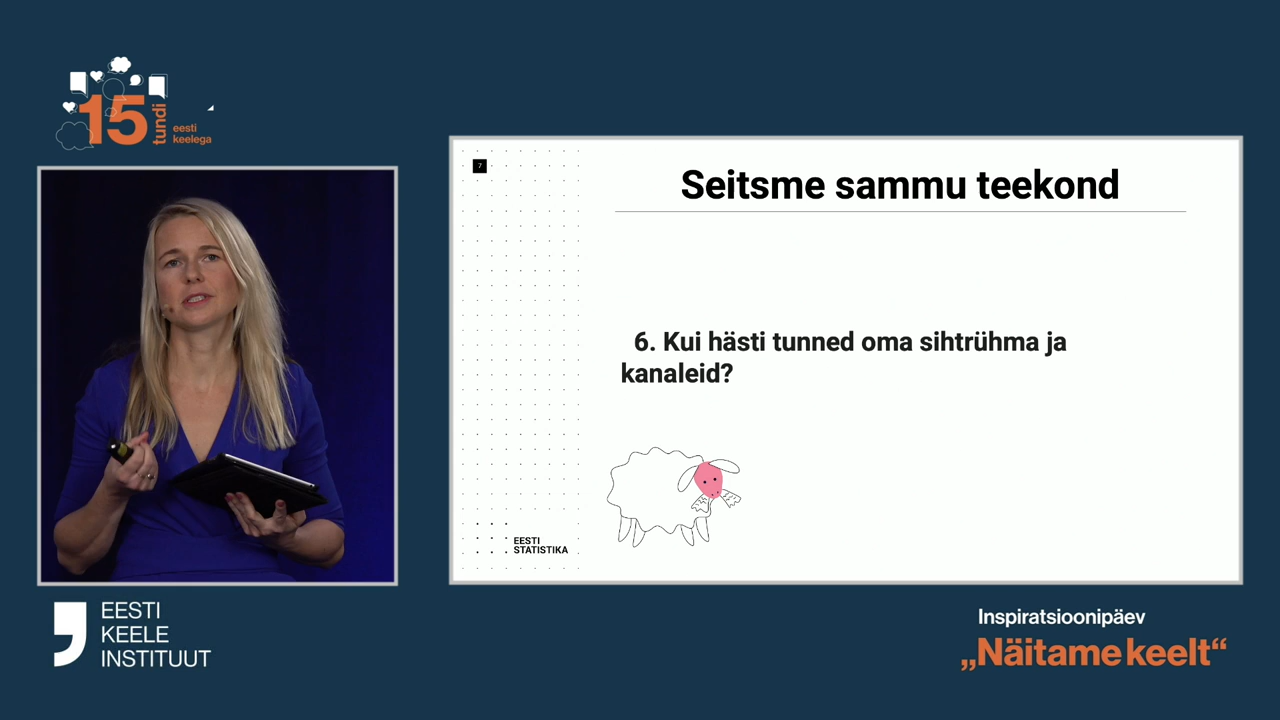 15
tundi
eesti
keelega
7
Seitsme sammu teekond
6. Kui hästi tunned oma sihtrühma ja
kanaleid?
EESTI
STATISTIKA
EESTI
KEELE
INSTITUUT
Inspiratsioonipäev
„Näitame keelt“